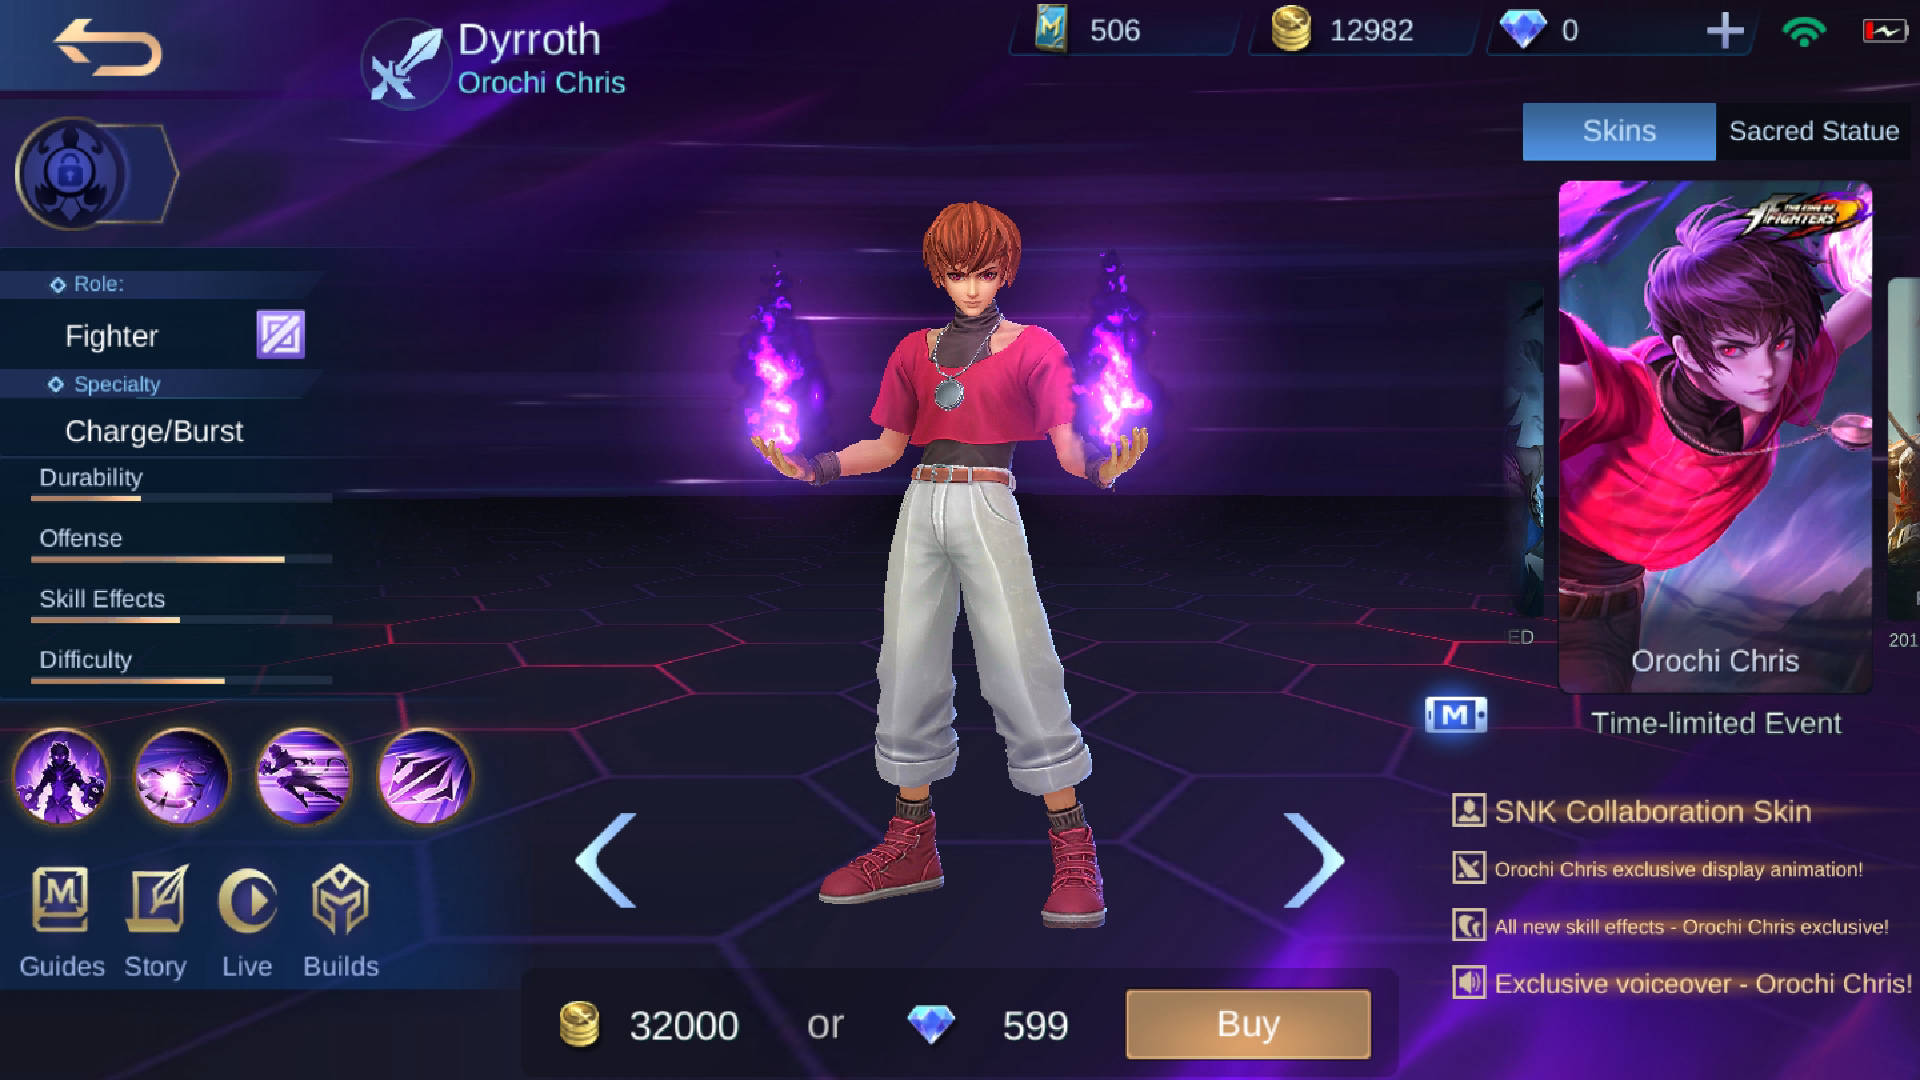 Dyrroth
Orochi Chris
506
12982
0
Skins
Sacred Statue
Role:
Fighter
Specialty
Charge/Burst
Durability
Offense
Skill Effects
Difficulty
THE KING OF
FIGHTERS
ED
Orochi Chris
201
M
Time-limited Event
SNK Collaboration Skin
Orochi Chris exclusive display animation!
All new skill effects - Orochi Chris exclusive!
Exclusive voiceover - Orochi Chris!
Guides
Story
Live
Builds
32000
or
599
Buy